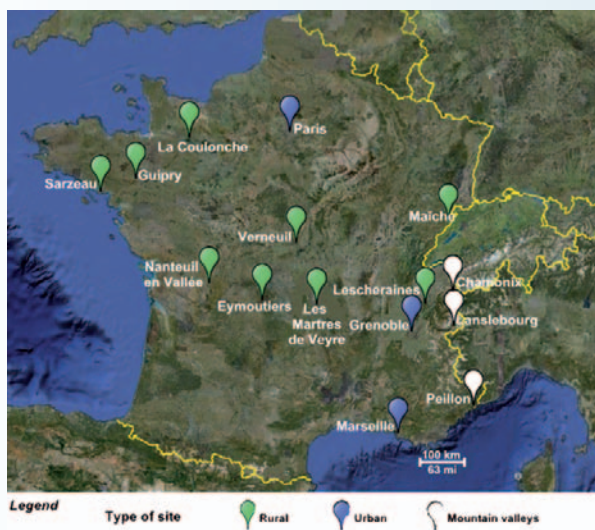 Paris
La Coulonche
Guipry
Sarzeau
Maîche
Verneuil
Nanteuil
en Vallée
Eymoutiers
Les
Martres
de Veyre
Lescheraines
Chamonix
Grenoble
Lanslebourg
Peillon
Marseille
100 km
63 mi
Legend
Type of site
Rural
Urban
Mountain valleys